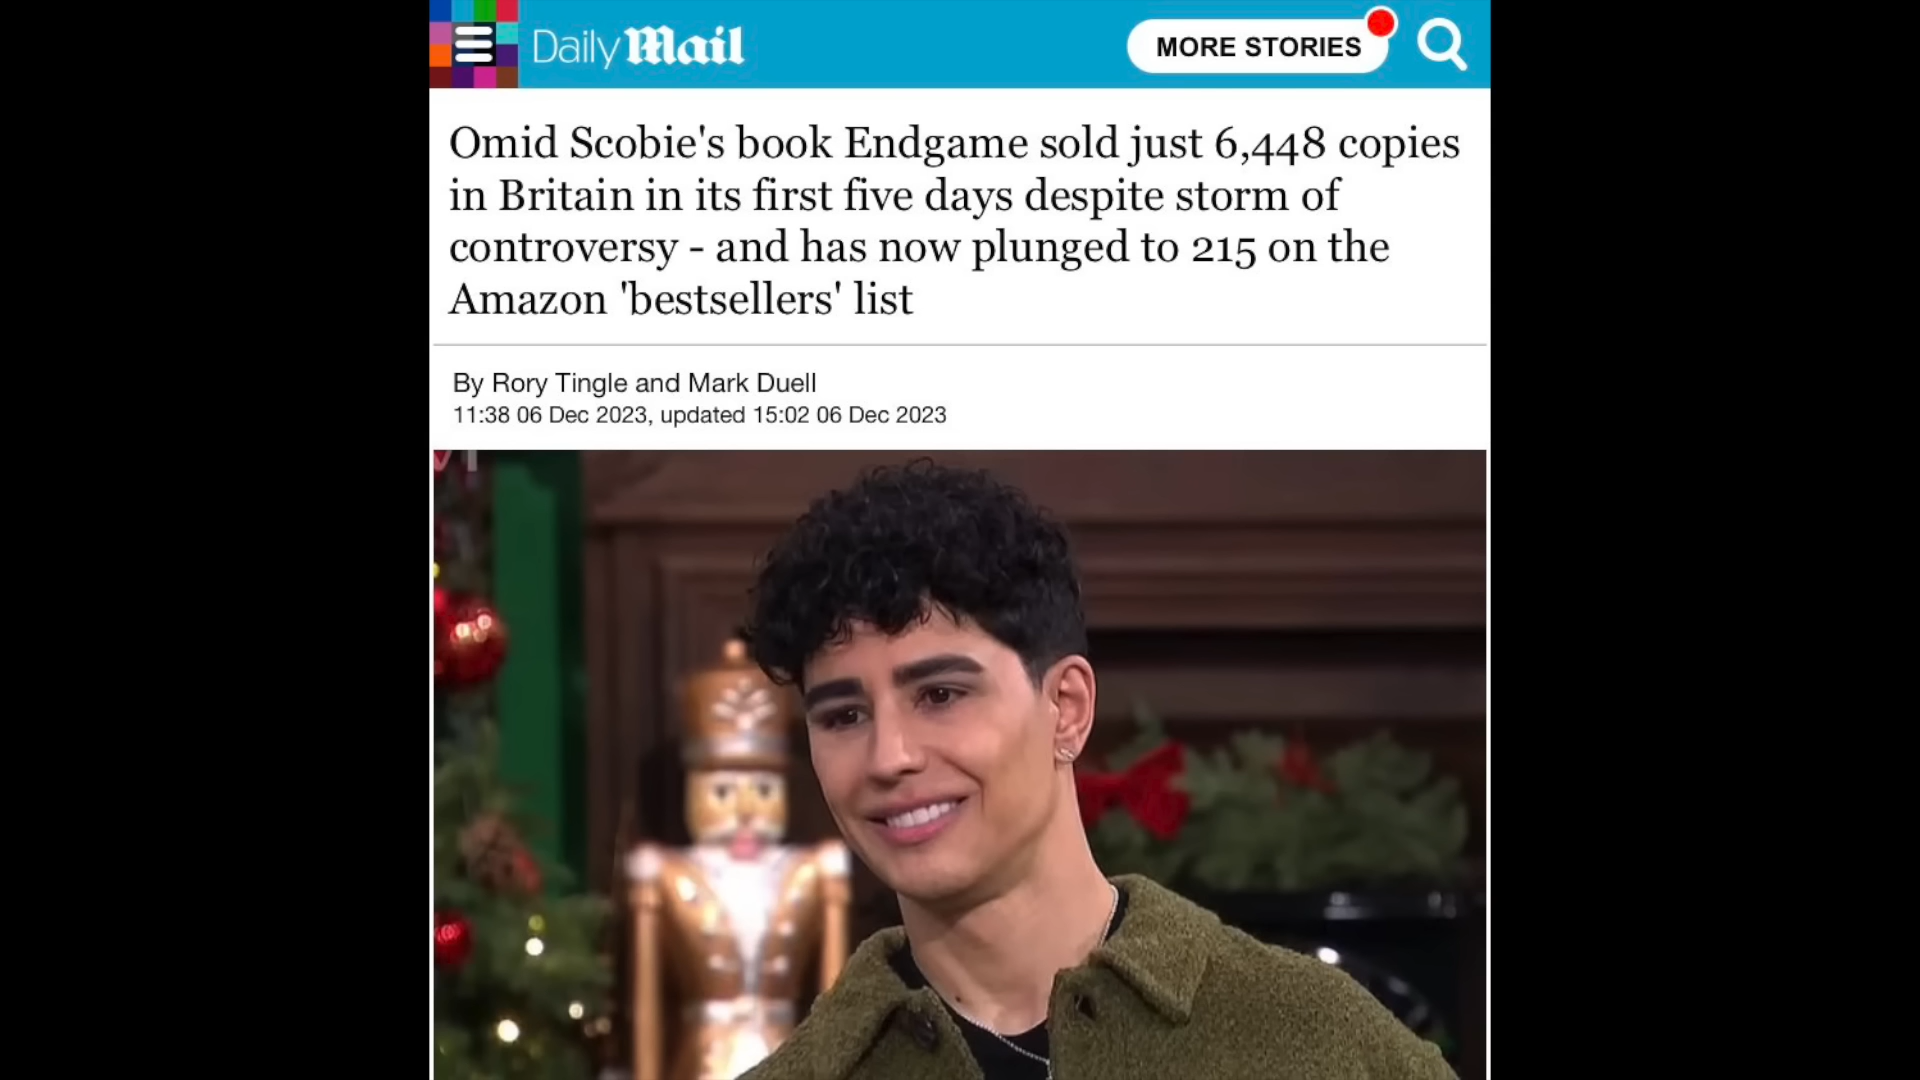 Daily Mail
MORE STORIES
Omid Scobie's book Endgame sold just 6,448 copies
in Britain in its first five days despite storm of
controversy - and has now plunged to 215 on the
Amazon 'bestsellers' list
By Rory Tingle and Mark Duell
11:38 06 Dec 2023, updated 15:02 06 Dec 2023